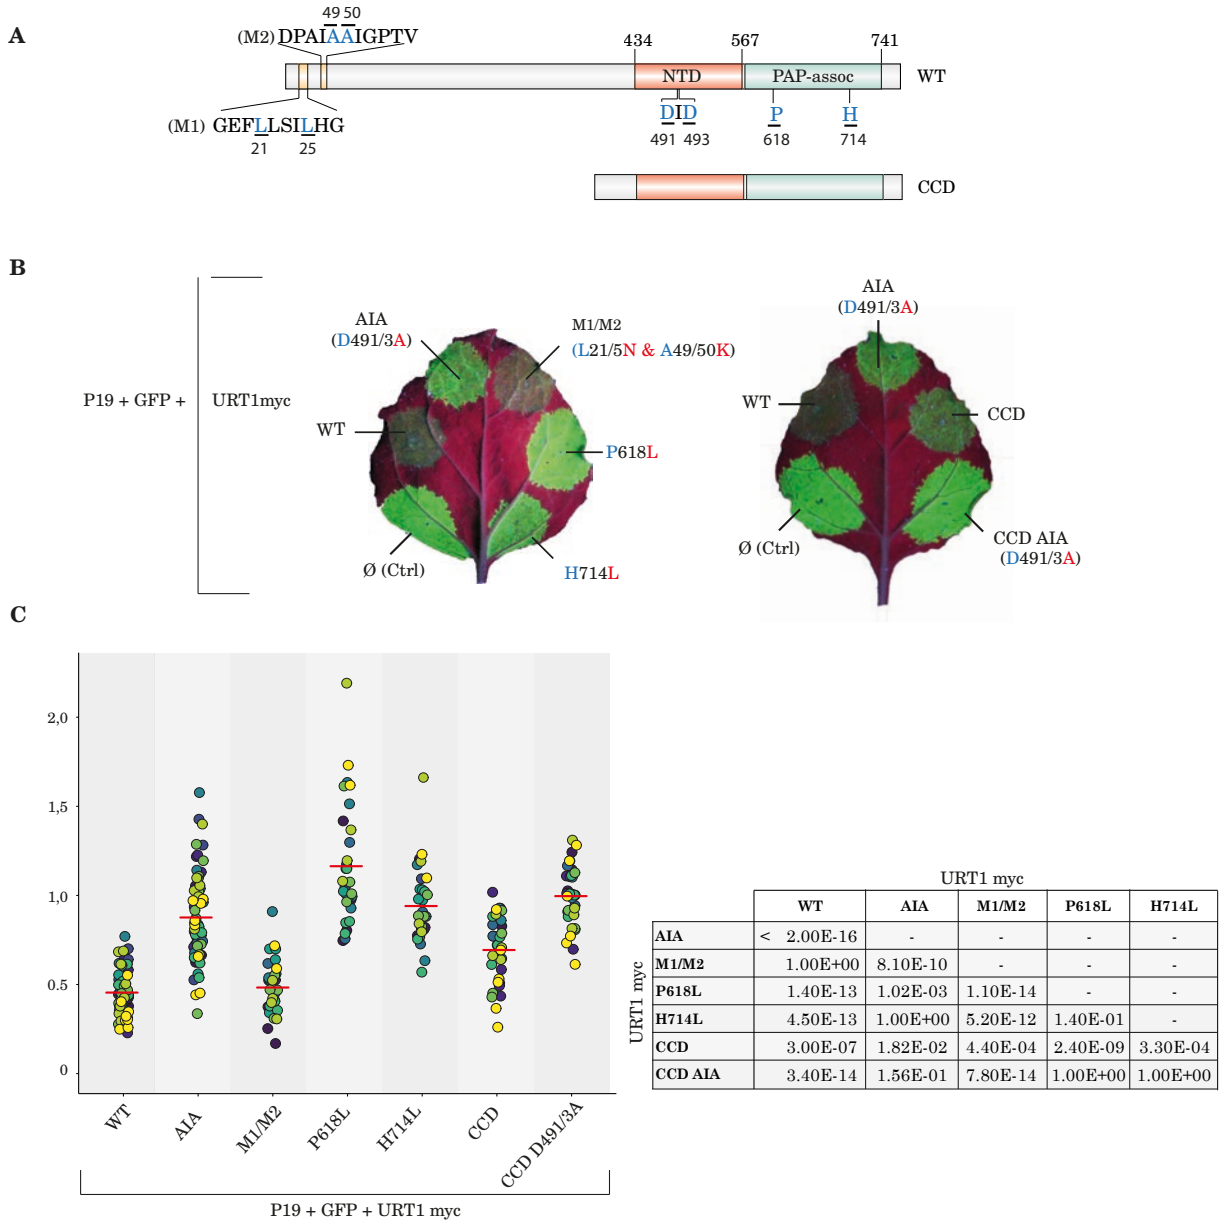 A
49 50
(M2) DPAIAAIGPTV
434 567 741
NTD PAP-assoc WT
DID P H
491 493 618 714
(M1) GEFLLSILHG
21 25
CCD
B
P19 + GFP +
URT1myc
AIA
(D491/3A)
M1/M2
(L21/5N & A49/50K)
WT
P618L
Ø (Ctrl)
H714L
AIA
(D491/3A)
WT
CCD
Ø (Ctrl)
CCD AIA
(D491/3A)
C
2,0
1,5
1,0
0.5
0
WT AIA M1/M2 P618L H714L CCD CCD D491/3A
P19 + GFP + URT1 myc
URT1 myc
URT1 myc
WT AIA M1/M2 P618L H714L
AIA < 2.00E-16 - - - -
M1/M2 1.00E+00 8.10E-10 - - -
P618L 1.40E-13 1.02E-03 1.10E-14 - -
H714L 4.50E-13 1.00E+00 5.20E-12 1.40E-01 -
CCD 3.00E-07 1.82E-02 4.40E-04 2.40E-09 3.30E-04
CCD AIA 3.40E-14 1.56E-01 7.80E-14 1.00E+00 1.00E+00